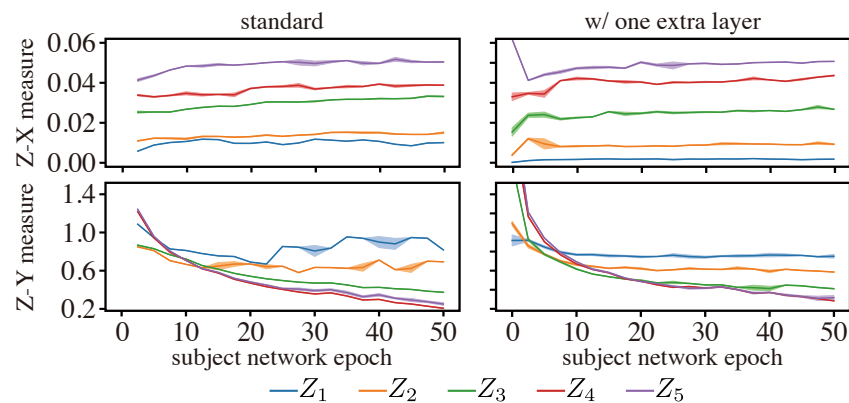 standard
w/ one extra layer
Z-X measure
0.06
0.04
0.02
0.00
Z-Y measure
1.4
1.0
0.6
0.2
0 10 20 30 40 50
0 10 20 30 40 50
subject network epoch
subject network epoch
Z1 Z2 Z3 Z4 Z5